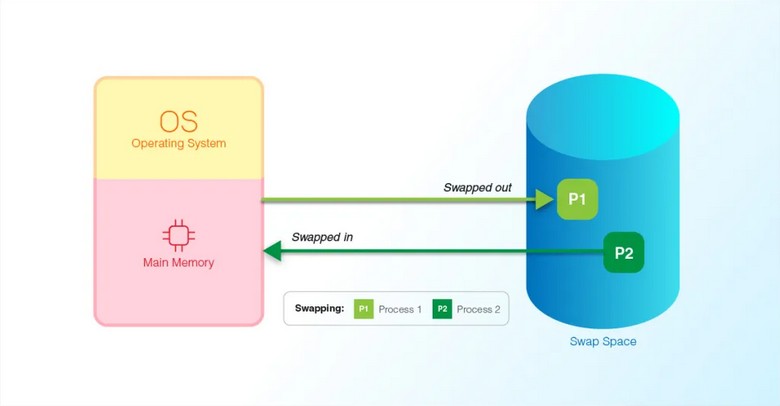 OS
Operating System
Main Memory
Swapped out
P1
Swapped in
P2
Swapping: P1 Process 1 P2 Process 2
Swap Space